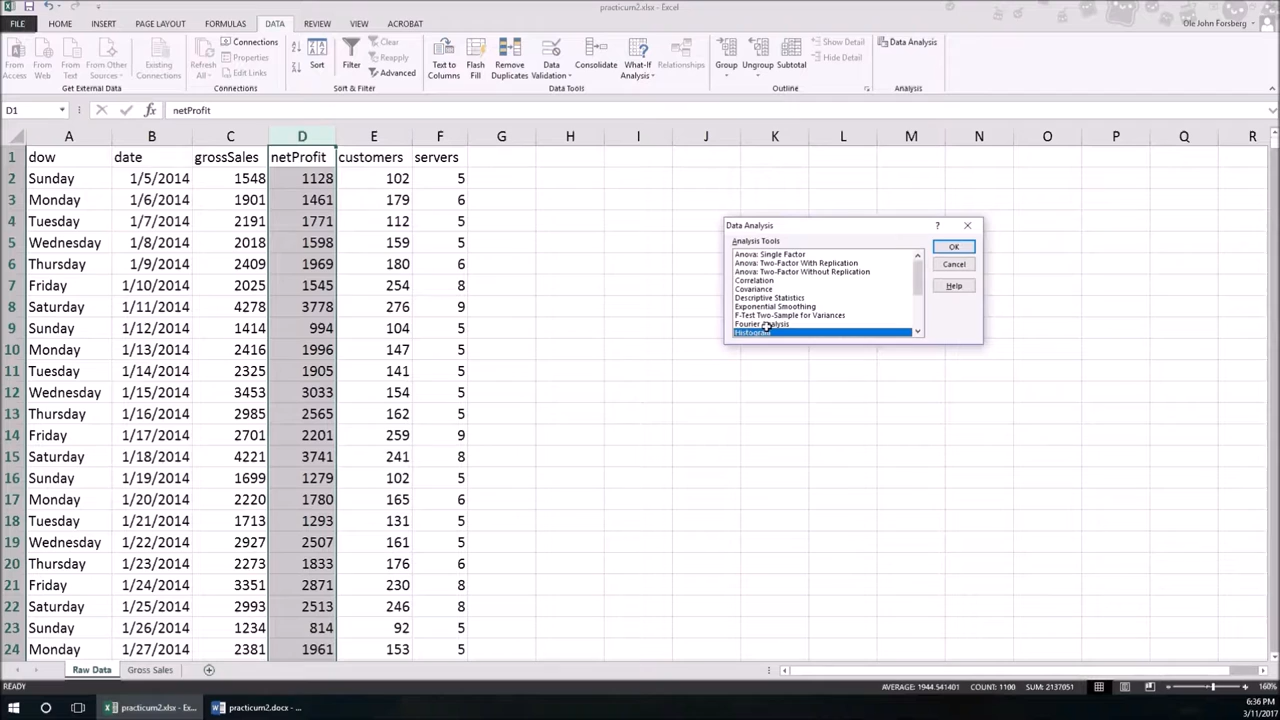 practicum2.xlsx - Excel
FILE HOME INSERT PAGE LAYOUT FORMULAS DATA REVIEW VIEW ACROBAT Ole John Forsberg
From Access From Web From Text From Other Sources Existing Connections Refresh All Connections Properties Edit Links Sort Filter Clear Reapply Advanced Text to Columns Flash Fill Remove Duplicates Data Validation Consolidate What-If Analysis Relationships Group Ungroup Subtotal Show Detail Hide Detail Data Analysis
Get External Data Connections Sort & Filter Data Tools Outline Analysis
D1 fx netProfit
A B C D E F G H I J K L M N O P Q R
1 dow date grossSales netProfit customers servers
2 Sunday 1/5/2014 1548 1128 102 5
3 Monday 1/6/2014 1901 1461 179 6
4 Tuesday 1/7/2014 2191 1771 112 5
5 Wednesday 1/8/2014 2018 1598 159 5
6 Thursday 1/9/2014 2409 1969 180 6
7 Friday 1/10/2014 2025 1545 254 8
8 Saturday 1/11/2014 4278 3778 276 9
9 Sunday 1/12/2014 1414 994 104 5
10 Monday 1/13/2014 2416 1996 147 5
11 Tuesday 1/14/2014 2325 1905 141 5
12 Wednesday 1/15/2014 3453 3033 154 5
13 Thursday 1/16/2014 2985 2565 162 5
14 Friday 1/17/2014 2701 2201 259 9
15 Saturday 1/18/2014 4221 3741 241 8
16 Sunday 1/19/2014 1699 1279 102 5
17 Monday 1/20/2014 2220 1780 165 6
18 Tuesday 1/21/2014 1713 1293 131 5
19 Wednesday 1/22/2014 2927 2507 161 5
20 Thursday 1/23/2014 2273 1833 176 6
21 Friday 1/24/2014 3351 2871 230 8
22 Saturday 1/25/2014 2993 2513 246 8
23 Sunday 1/26/2014 1234 814 92 5
24 Monday 1/27/2014 2381 1961 153 5
Data Analysis ?
Analysis Tools
Anova: Single Factor
Anova: Two-Factor With Replication
Anova: Two-Factor Without Replication
Correlation
Covariance
Descriptive Statistics
Exponential Smoothing
F-Test Two-Sample for Variances
Fourier Analysis
Histogram
OK
Cancel
Help
Raw Data Gross Sales
READY AVERAGE: 1944.541401 COUNT: 1100 SUM: 2137051 160%
practicum2.xlsx - Ex... practicum2.docx - ... 6:36 PM
3/11/2017